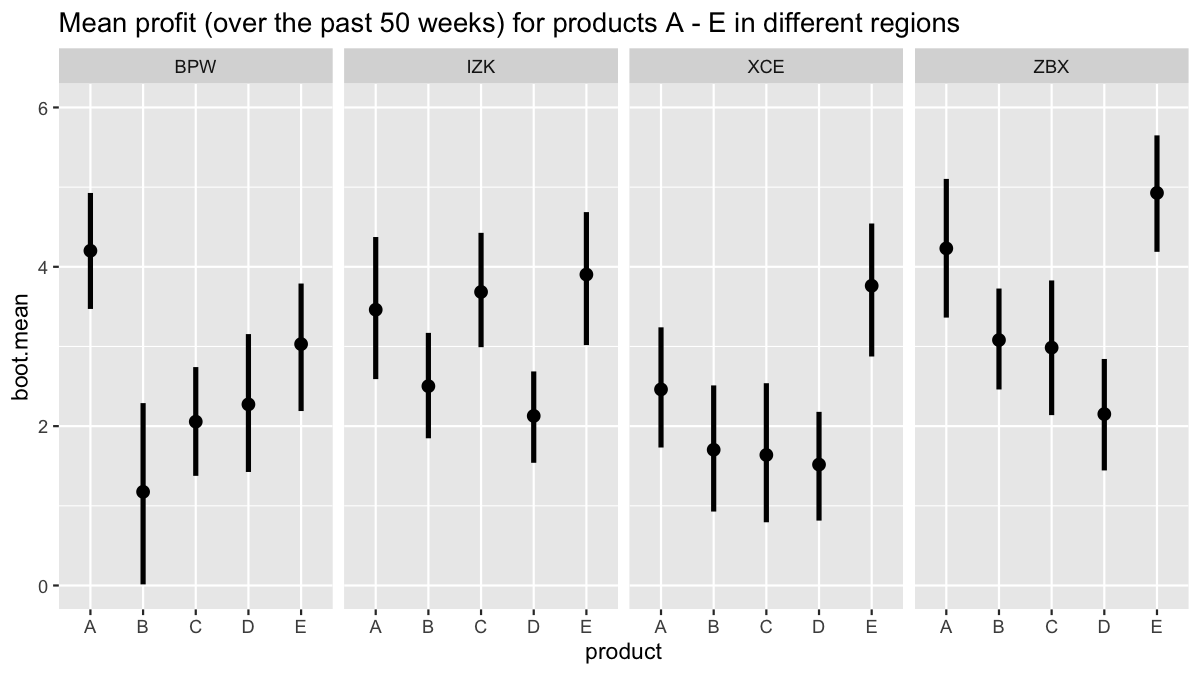 Mean profit (over the past 50 weeks) for products A - E in different regions
BPW IZK XCE ZBX
6
4
2
0
boot.mean
A B C D E A B C D E A B C D E A B C D E
product